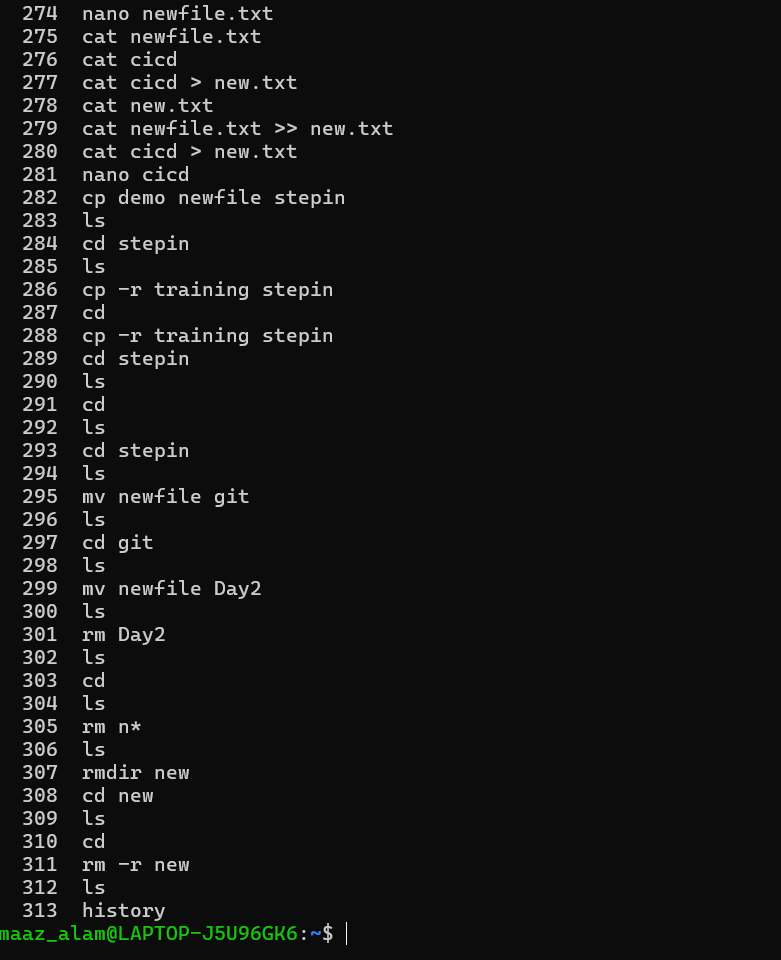 274 nano newfile.txt
275 cat newfile.txt
276 cat cicd
277 cat cicd > new.txt
278 cat new.txt
279 cat newfile.txt >> new.txt
280 cat cicd > new.txt
281 nano cicd
282 cp demo newfile stepin
283 ls
284 cd stepin
285 ls
286 cp -r training stepin
287 cd
288 cp -r training stepin
289 cd stepin
290 ls
291 cd
292 ls
293 cd stepin
294 ls
295 mv newfile git
296 ls
297 cd git
298 ls
299 mv newfile Day2
300 ls
301 rm Day2
302 ls
303 cd
304 ls
305 rm n*
306 ls
307 rmdir new
308 cd new
309 ls
310 cd
311 rm -r new
312 ls
313 history
maaz_alam@LAPTOP-J5U96GK6:~$